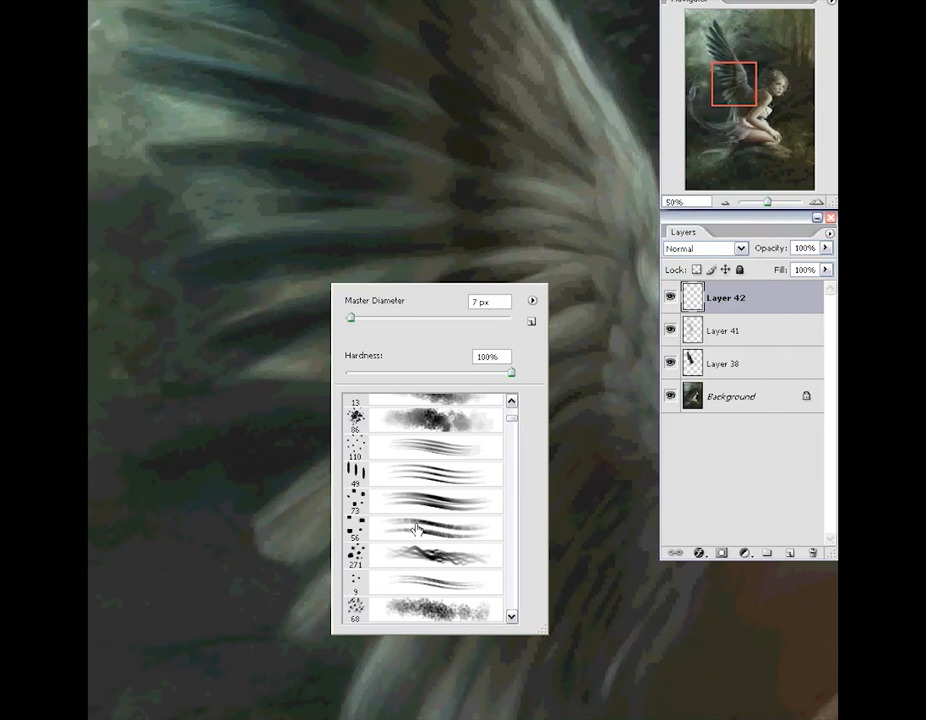 Navigator
50%
Layers
Normal
Opacity: 100%
Lock:
Fill: 100%
Layer 42
Layer 41
Layer 38
Background
Master Diameter
7 px
Hardness:
100%
13
86
110
49
73
56
271
9
68